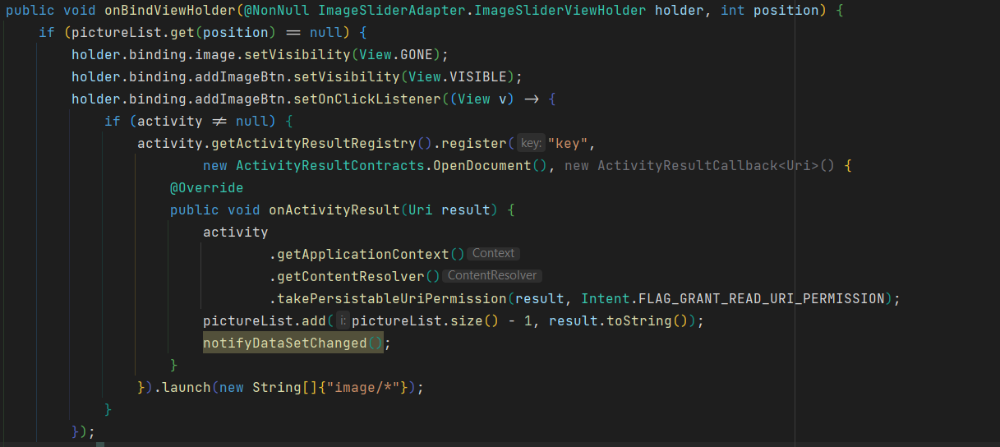 public void onBindViewHolder(@NonNull ImageSliderAdapter.ImageSliderViewHolder holder, int position) {
if (pictureList.get(position) == null) {
holder.binding.image.setVisibility(View.GONE);
holder.binding.addImageBtn.setVisibility(View.VISIBLE);
holder.binding.addImageBtn.setOnClickListener((View v) -> {
if (activity != null) {
activity.getActivityResultRegistry().register( key: "key",
new ActivityResultContracts.OpenDocument(), new ActivityResultCallback<Uri>() {
@Override
public void onActivityResult(Uri result) {
activity
.getApplicationContext() Context
.getContentResolver() ContentResolver
.takePersistableUriPermission(result, Intent.FLAG_GRANT_READ_URI_PERMISSION);
pictureList.add( i: pictureList.size() - 1, result.toString());
notifyDataSetChanged();
}
}).launch(new String[]{"image/*"});
}
});